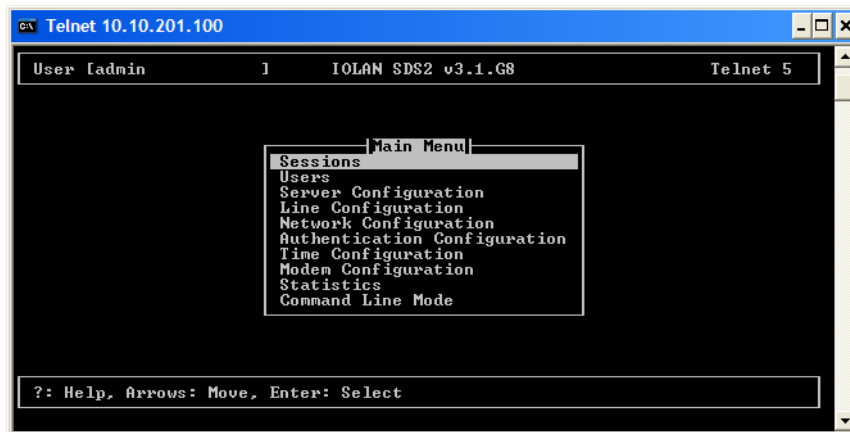 Telnet 10.10.201.100
User [admin ] IOLAN SDS2 v3.1.G8 Telnet 5
Main Menu
Sessions
Users
Server Configuration
Line Configuration
Network Configuration
Authentication Configuration
Time Configuration
Modem Configuration
Statistics
Command Line Mode
?: Help, Arrows: Move, Enter: Select